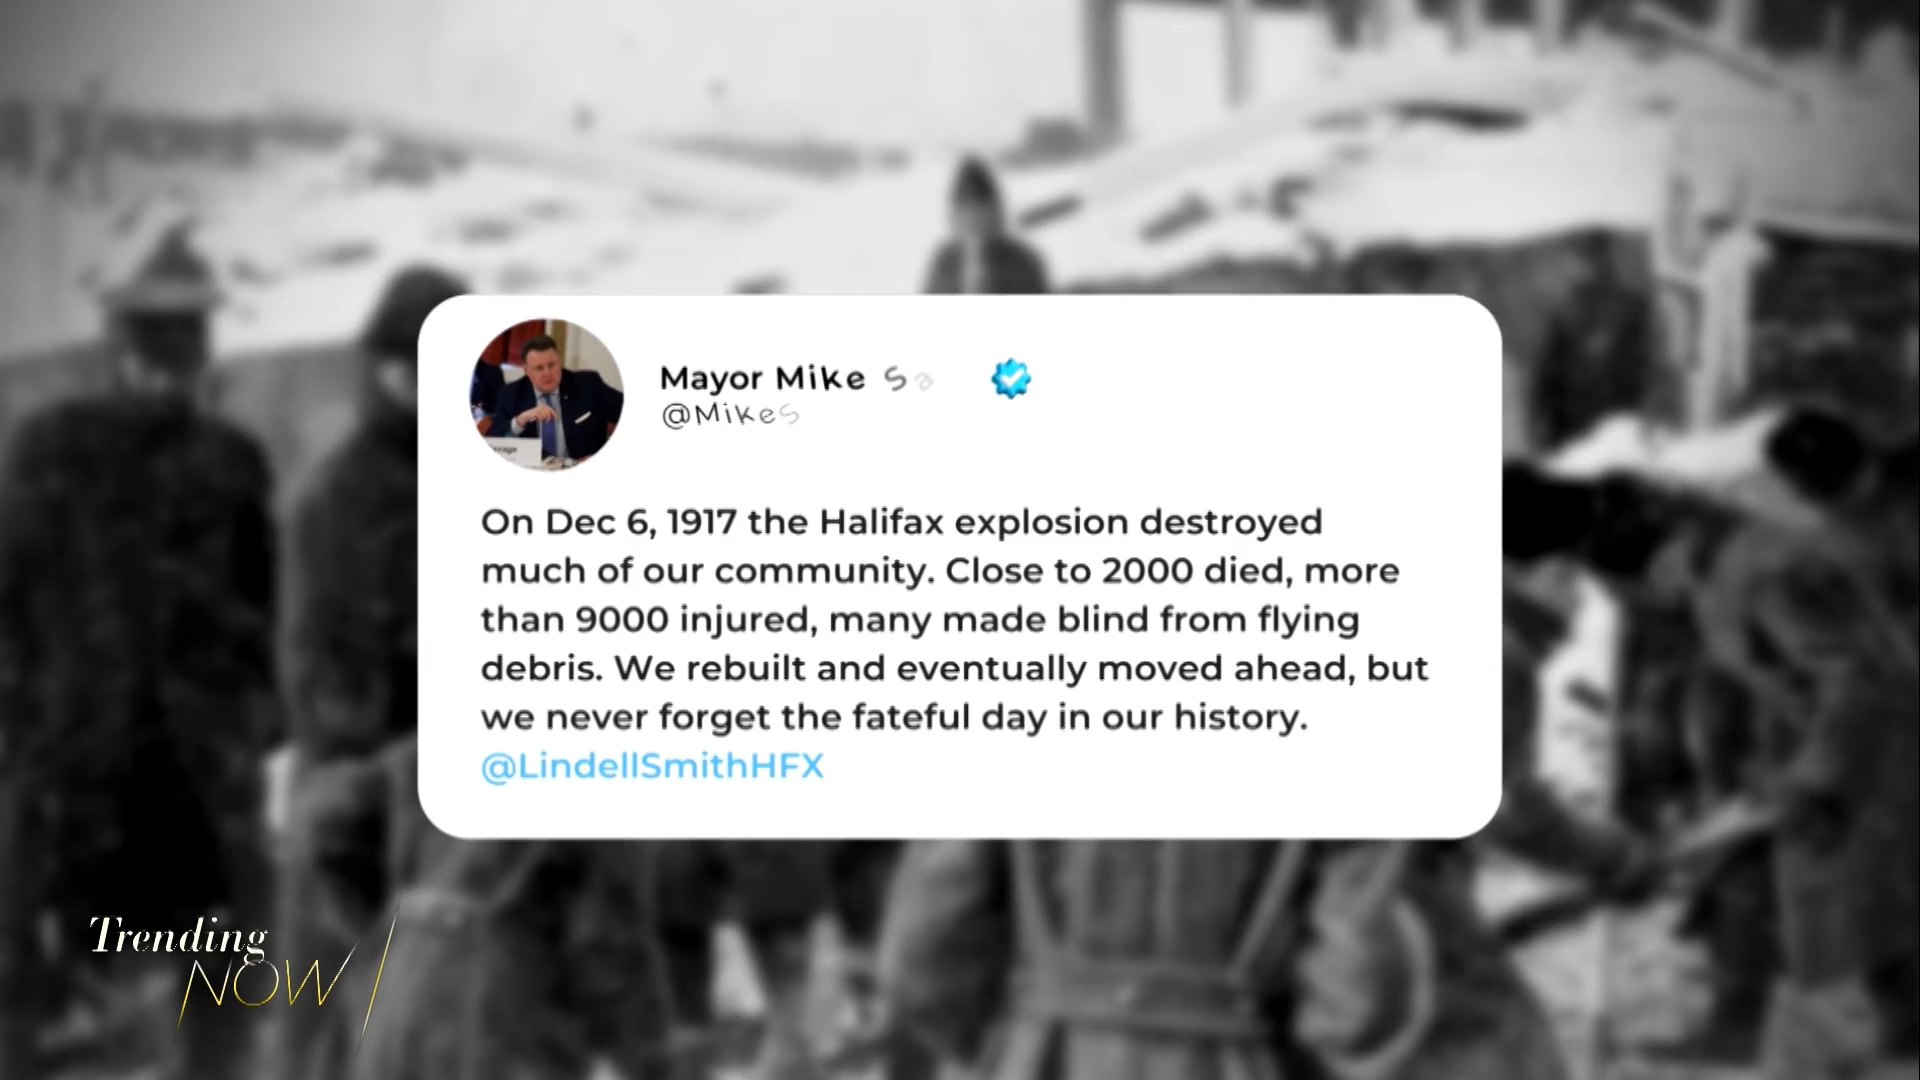 Mayor Mike Sa
@MikeS
On Dec 6, 1917 the Halifax explosion destroyed
much of our community. Close to 2000 died, more
than 9000 injured, many made blind from flying
debris. We rebuilt and eventually moved ahead, but
we never forget the fateful day in our history.
@LindellSmithHFX
Trending
NOW